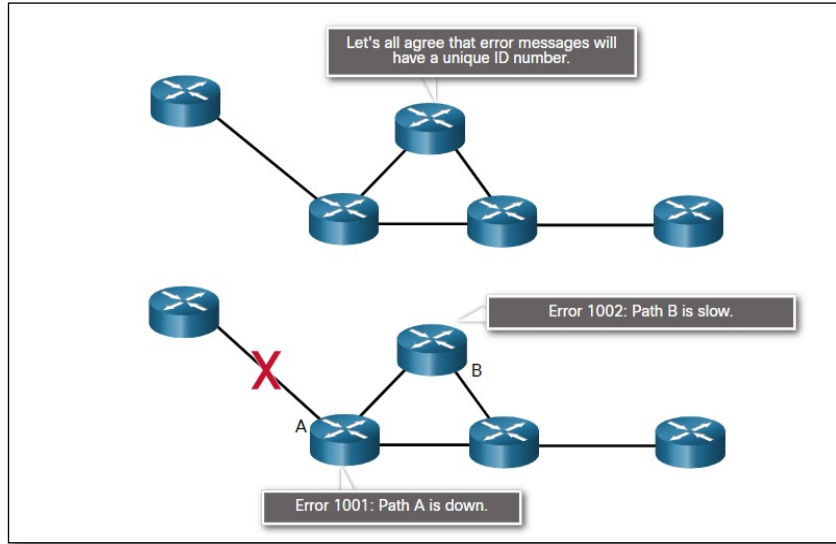 Let's all agree that error messages will
have a unique ID number.
Error 1002: Path B is slow.
B
A
Error 1001: Path A is down.